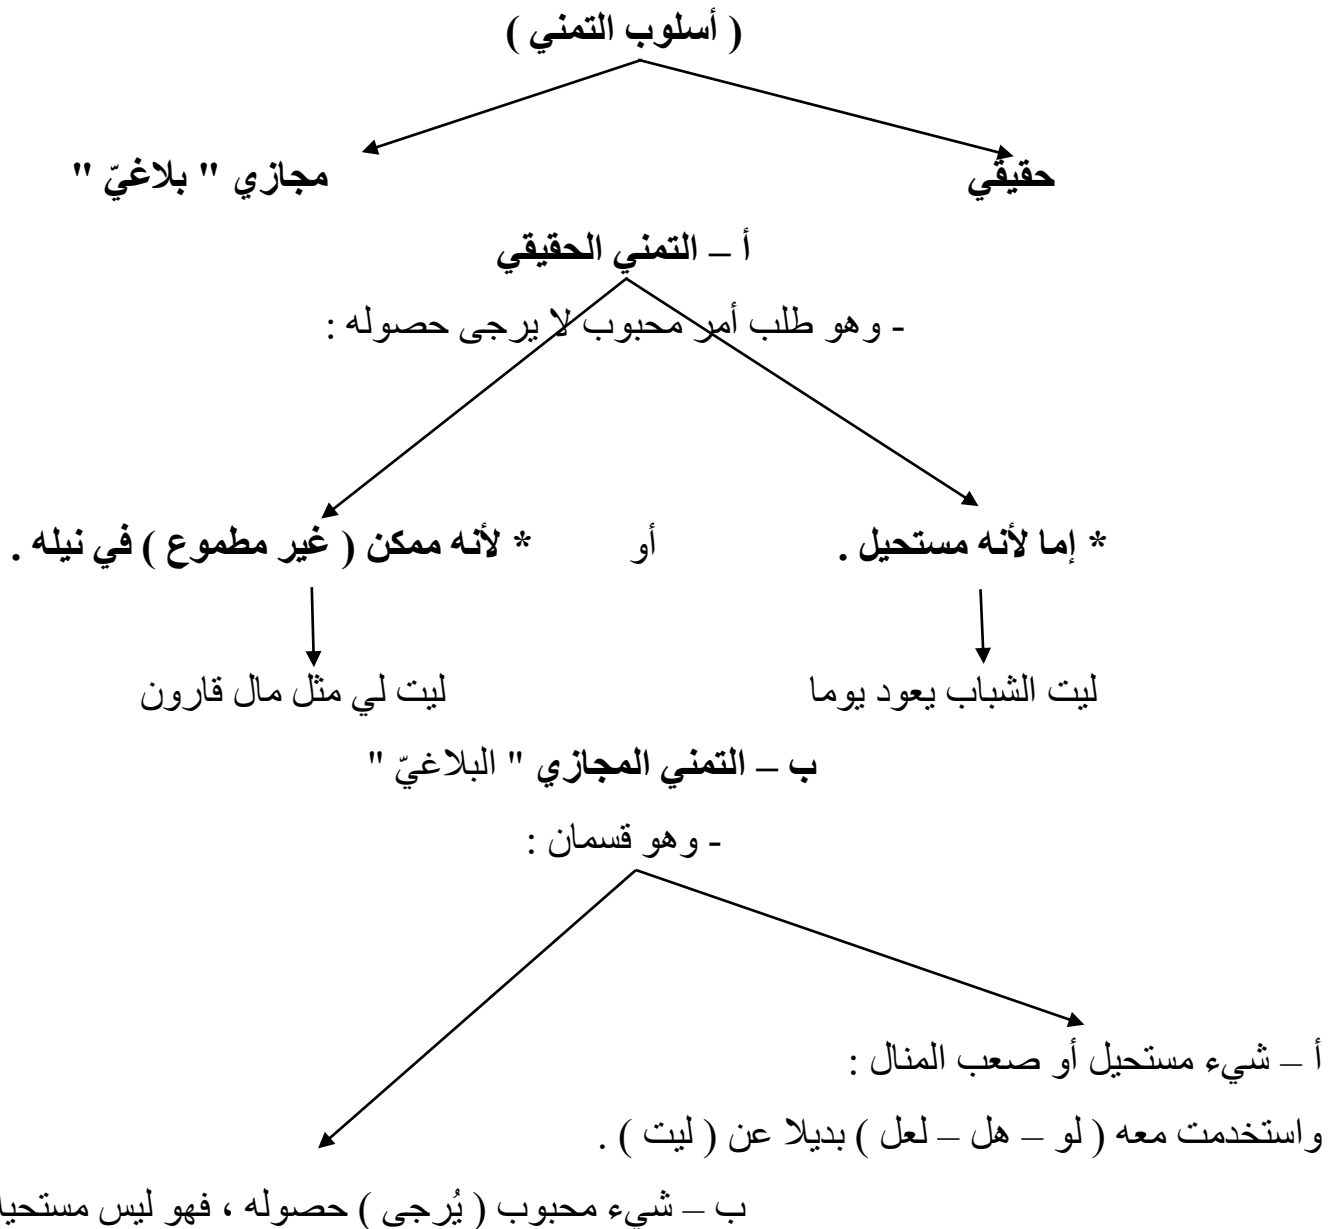 ( أسلوب التمني )
حقيقي مجازي " بلاغيّ "
أ – التمني الحقيقي
- وهو طلب أمر محبوب لا يرجى حصوله :
* إما لأنه مستحيل . أو * لأنه ممكن ( غير مطموع ) في نيله .
ليت الشباب يعود يوما ليت لي مثل مال قارون
ب – التمني المجازي " البلاغيّ "
- وهو قسمان :
أ – شيء مستحيل أو صعب المنال :
واستخدمت معه ( لو – هل – لعل ) بديلا عن ( ليت ) .
ب – شيء محبوب ( يُرجى ) حصوله ، فهو ليس